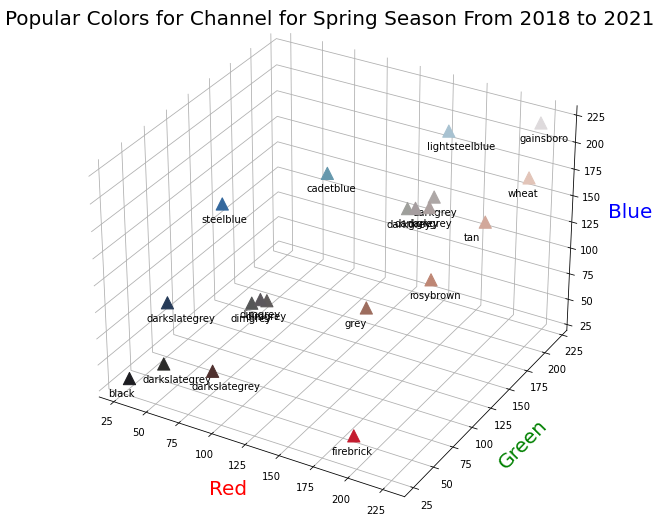 Popular Colors for Channel for Spring Season From 2018 to 2021
gainsboro
lightsteelblue
wheat
cadetblue
steelblue
darkgrey
tan
rosybrown
darkslategrey
grey
darkslategrey
darkslategrey
black
firebrick
225
200
175
150
125
100
75
50
25
Blue
225
200
175
150
125
100
75
50
25
Green
25
50
75
100
125
150
175
200
225
Red